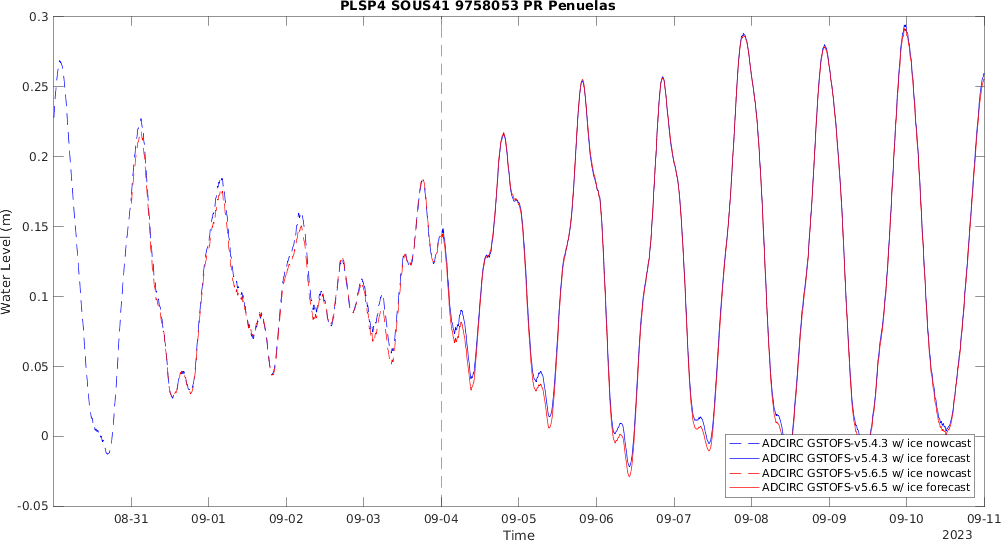 PLSP4 SOUS41 9758053 PR Penuelas
0.3
0.25
0.2
0.15
0.1
0.05
0
-0.05
Water Level (m)
ADCIRC GSTOFS-v5.4.3 w/ ice nowcast
ADCIRC GSTOFS-v5.4.3 w/ ice forecast
ADCIRC GSTOFS-v5.6.5 w/ ice nowcast
ADCIRC GSTOFS-v5.6.5 w/ ice forecast
08-31 09-01 09-02 09-03 09-04 09-05 09-06 09-07 09-08 09-09 09-10 09-11
Time
2023